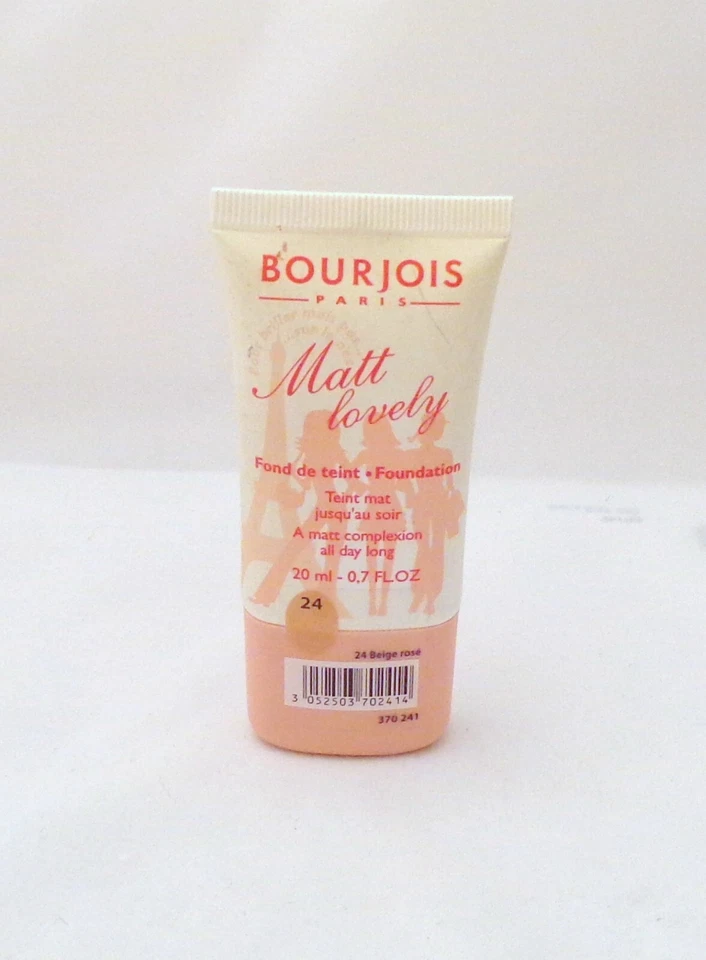 BOURJOIS
PARIS
Matt
lovely
Fond de teint • Foundation
Teint mat
jusqu'au soir
A matt complexion
all day long
20 ml - 0,7 FL.OZ
24
24 Beige rosé
3 052503 702414
370 241